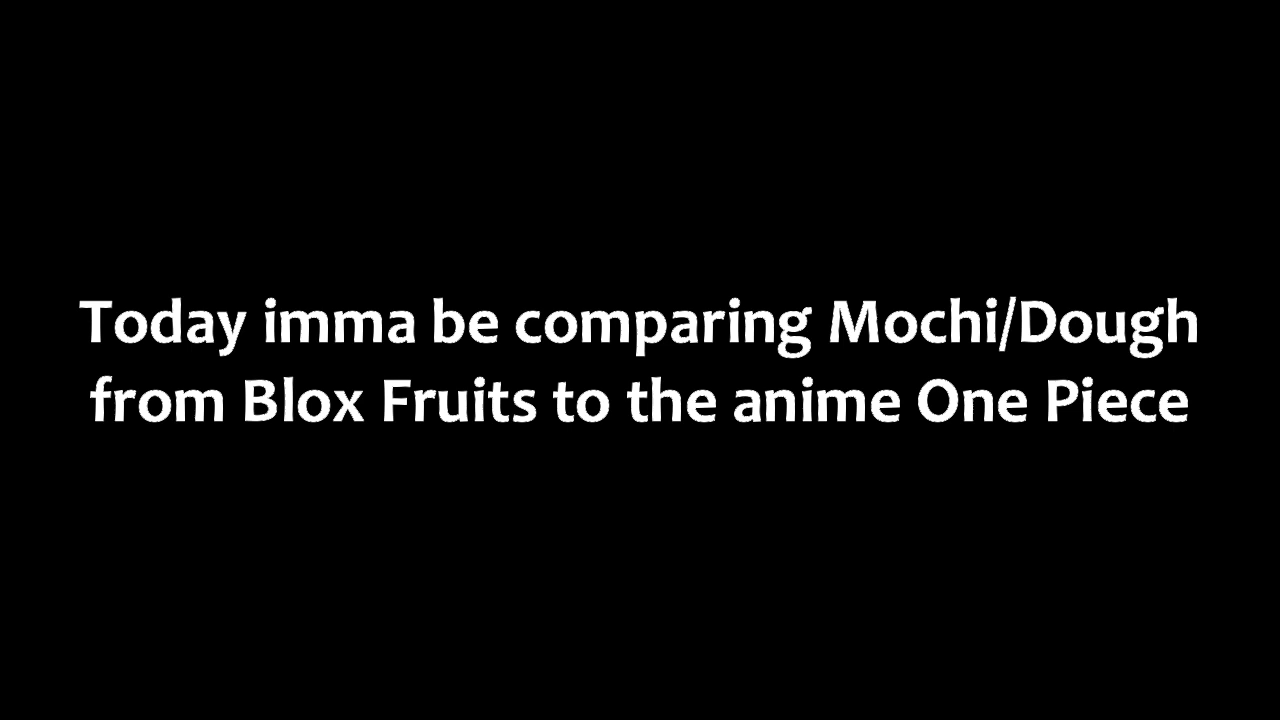 Today imma be comparing Mochi/Dough
from Blox Fruits to the anime One Piece